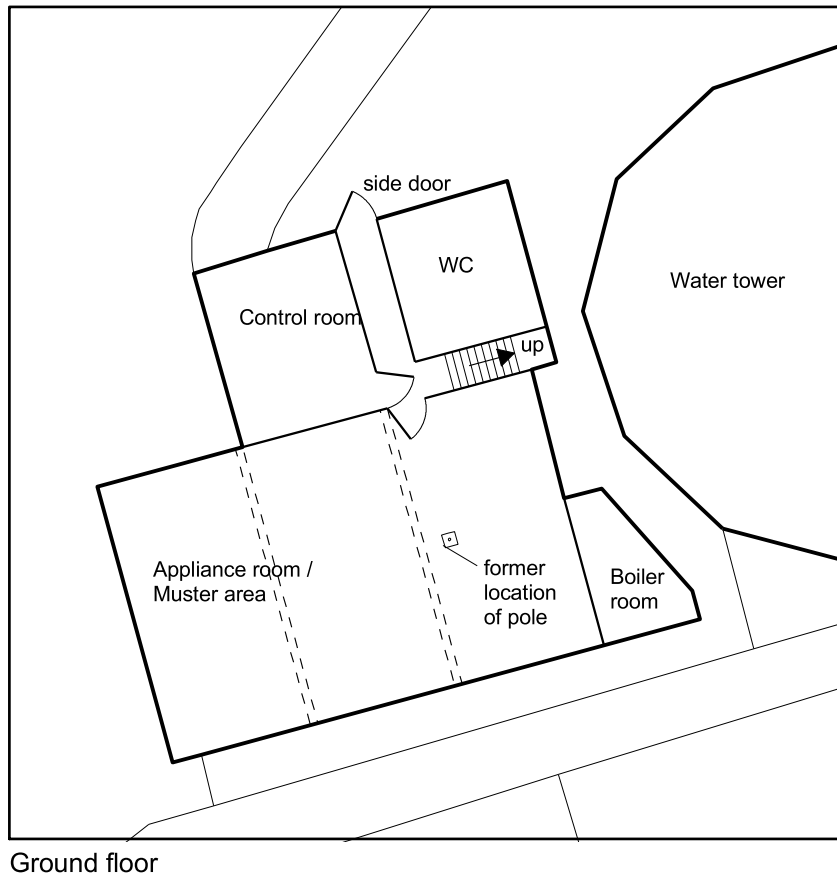 side door
WC
Water tower
Control room
up
Appliance room /
Muster area
former
location
of pole
Boiler
room
Ground floor